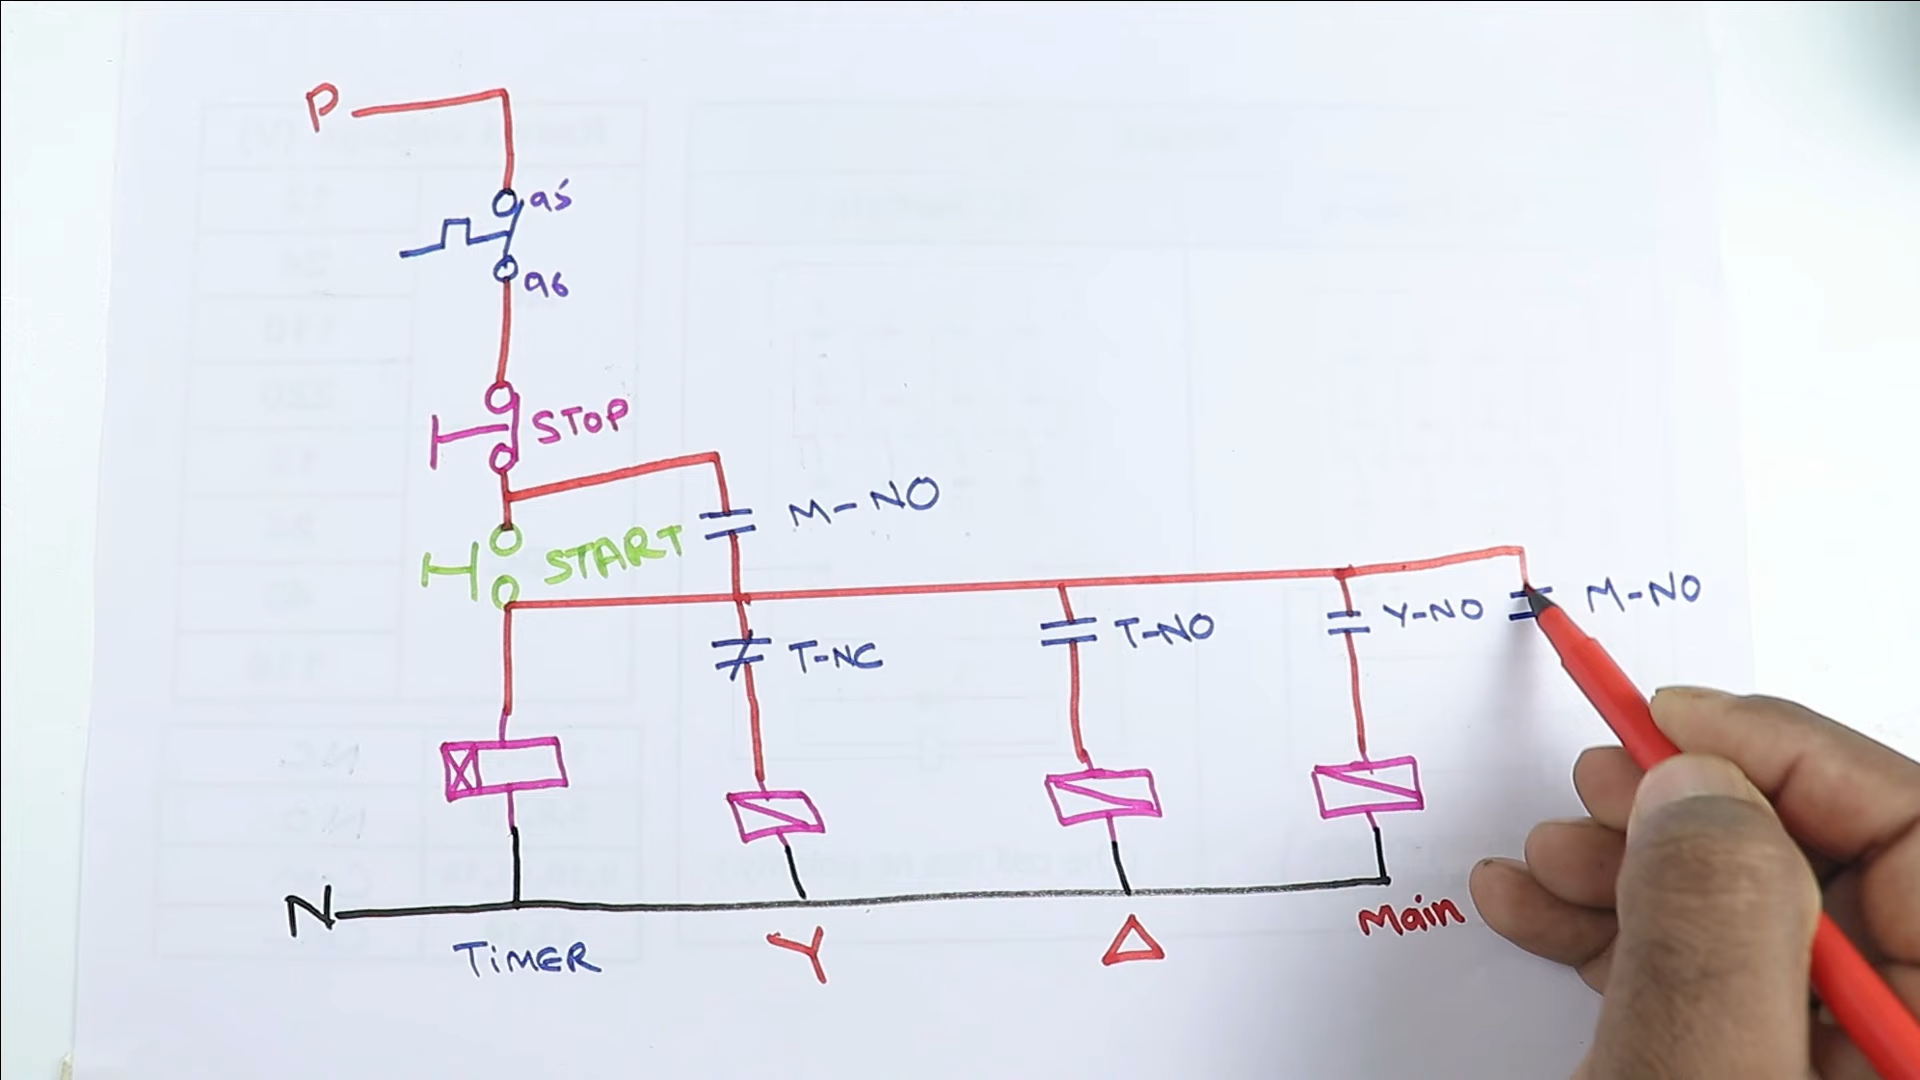 P
95
96
STOP
M-NO
START
M-NO
Y-NO
T-NO
T-NC
N
Main
TiMER
Y
Δ